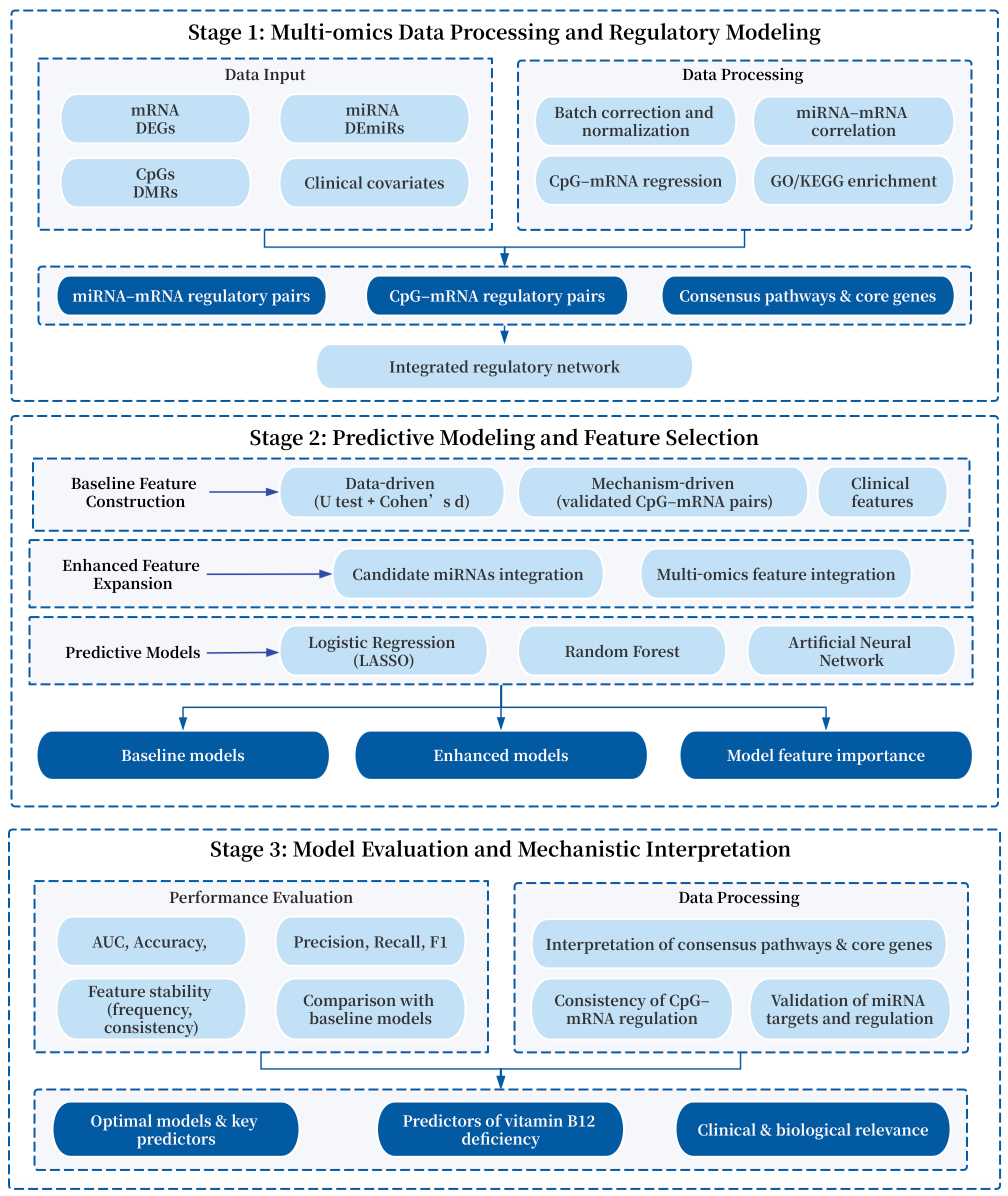 Stage 1: Multi-omics Data Processing and Regulatory Modeling
Data Input
mRNA
DEGs
miRNA
DEmiRs
CpGs
DMRs
Clinical covariates
Data Processing
Batch correction and
normalization
miRNA–mRNA
correlation
CpG–mRNA regression
GO/KEGG enrichment
miRNA–mRNA regulatory pairs
CpG–mRNA regulatory pairs
Consensus pathways & core genes
Integrated regulatory network
Stage 2: Predictive Modeling and Feature Selection
Baseline Feature
Construction
Data-driven
(U test + Cohen’s d)
Mechanism-driven
(validated CpG–mRNA pairs)
Clinical
features
Enhanced Feature
Expansion
Candidate miRNAs integration
Multi-omics feature integration
Predictive Models
Logistic Regression
(LASSO)
Random Forest
Artificial Neural
Network
Baseline models
Enhanced models
Model feature importance
Stage 3: Model Evaluation and Mechanistic Interpretation
Performance Evaluation
AUC, Accuracy,
Precision, Recall, F1
Feature stability
(frequency,
consistency)
Comparison with
baseline models
Data Processing
Interpretation of consensus pathways & core genes
Consistency of CpG–
mRNA regulation
Validation of miRNA
targets and regulation
Optimal models & key
predictors
Predictors of vitamin B12
deficiency
Clinical & biological relevance